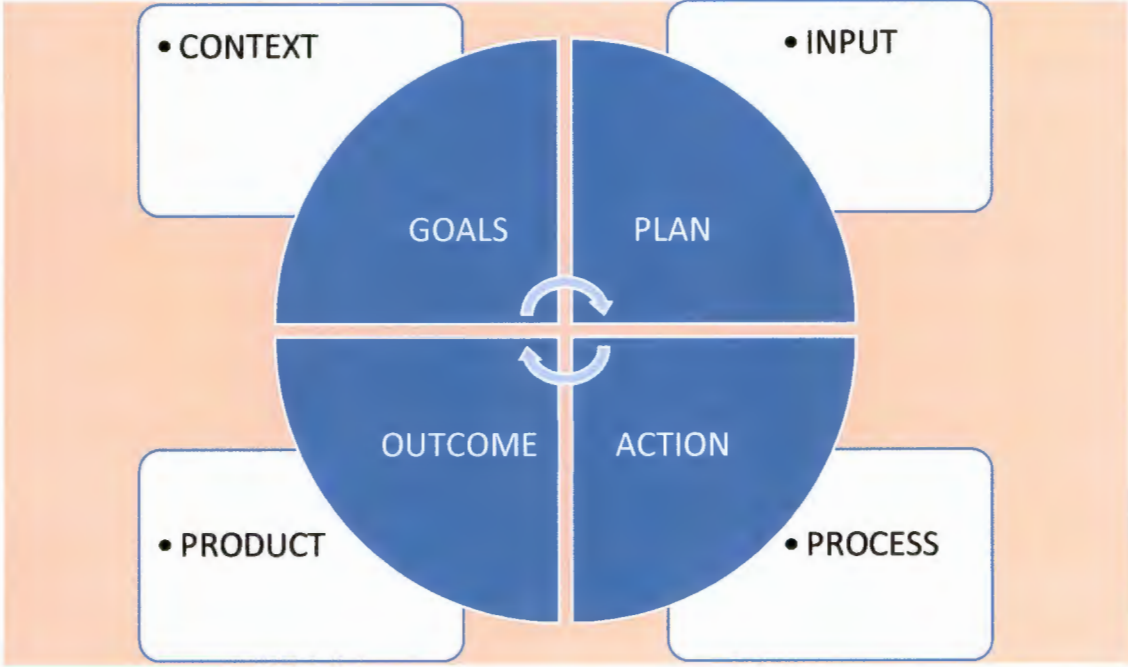 • CONTEXT
• INPUT
GOALS
PLAN
OUTCOME
ACTION
• PRODUCT
• PROCESS